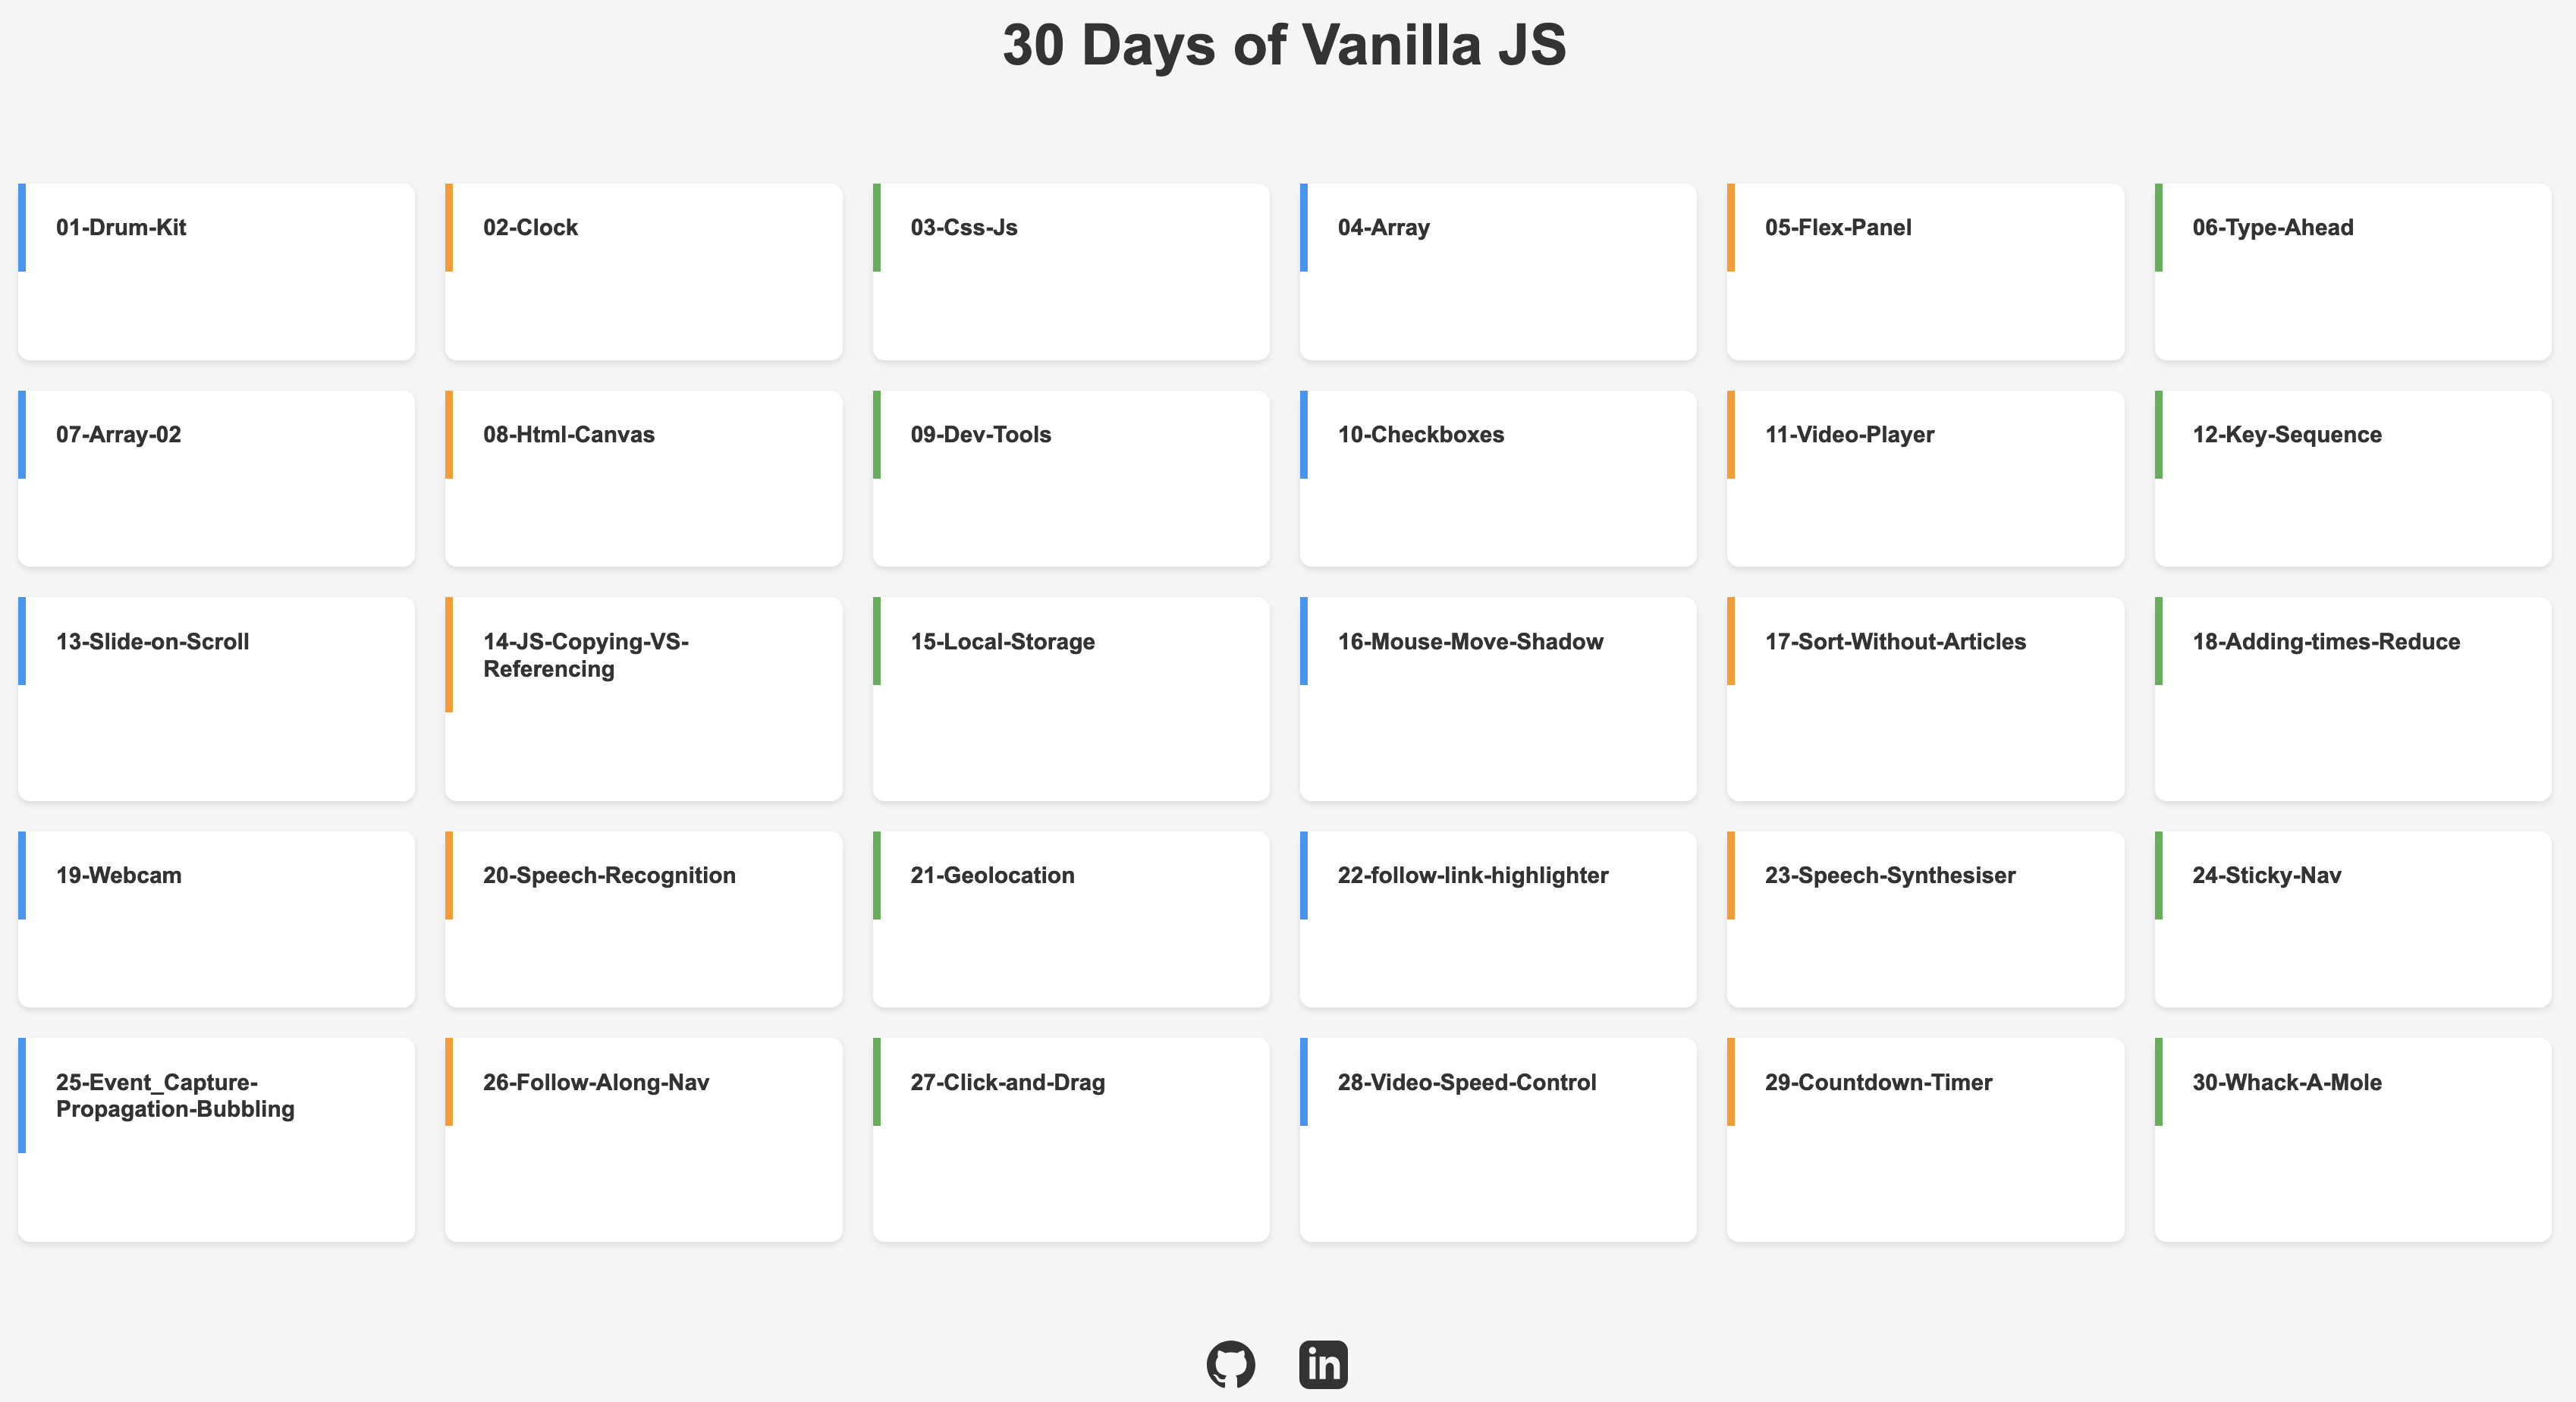 30 Days of Vanilla JS
01-Drum-Kit
02-Clock
03-Css-Js
04-Array
05-Flex-Panel
06-Type-Ahead
07-Array-02
08-Html-Canvas
09-Dev-Tools
10-Checkboxes
11-Video-Player
12-Key-Sequence
13-Slide-on-Scroll
14-JS-Copying-VS-
Referencing
15-Local-Storage
16-Mouse-Move-Shadow
17-Sort-Without-Articles
18-Adding-times-Reduce
19-Webcam
20-Speech-Recognition
21-Geolocation
22-follow-link-highlighter
23-Speech-Synthesiser
24-Sticky-Nav
25-Event_Capture-
Propagation-Bubbling
26-Follow-Along-Nav
27-Click-and-Drag
28-Video-Speed-Control
29-Countdown-Timer
30-Whack-A-Mole
in